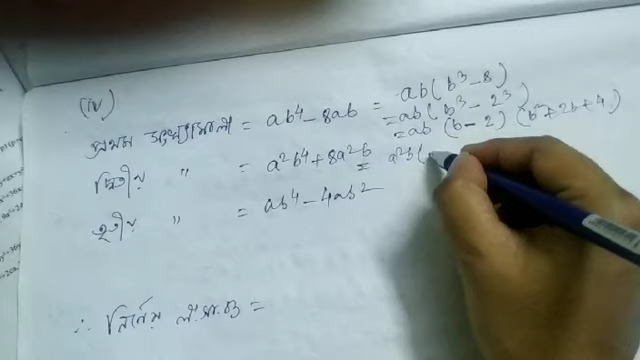 (iv)
প্রথম সংখ্যামালা = ab⁴ - 8ab = ab(b³ - 8)
= ab(b³ - 2³)
= ab (b - 2) (b² + 2b + 4)
দ্বিতীয় " = a²b⁴ + 8a²b
= a²b(
তৃতীয় " = ab⁴ - 4ab²
∴ নির্ণেয় ল.সা.গু =